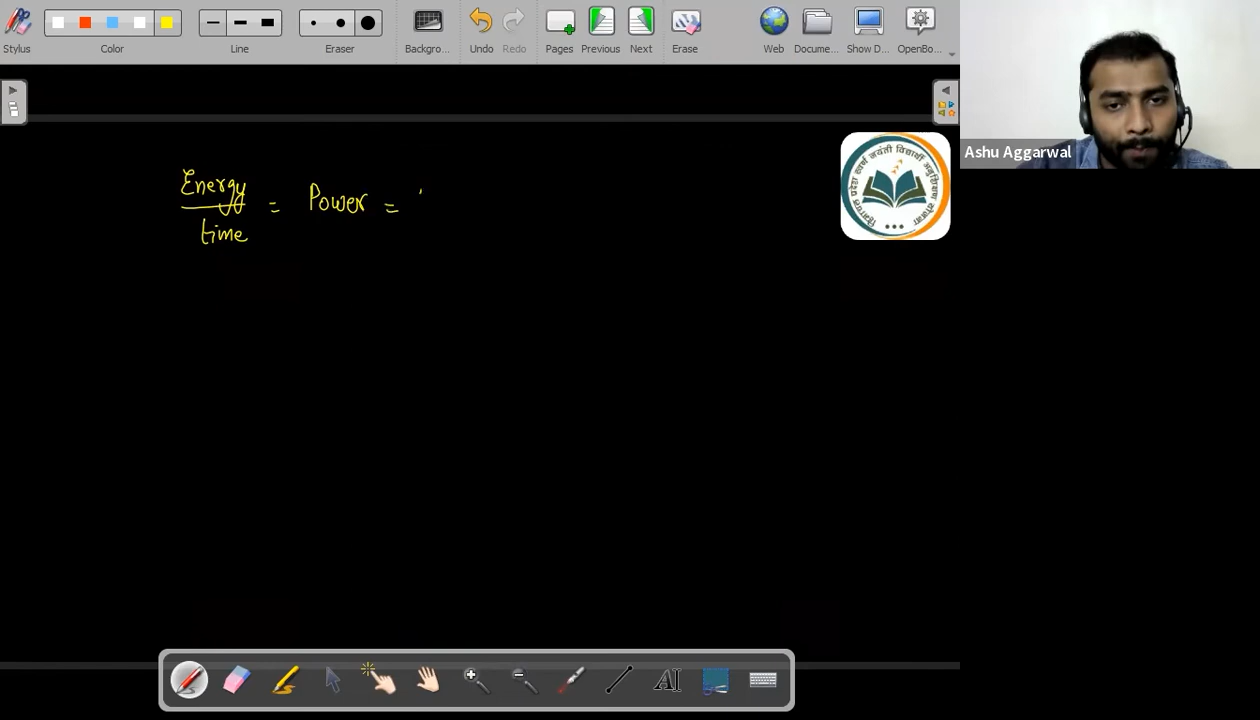 Stylus
Color
Line
Eraser
Backgro...
Undo
Redo
Pages
Previous
Next
Erase
Web
Docume...
Show D...
OpenBo...
Ashu Aggarwal
Energy
time
= Power =
AI